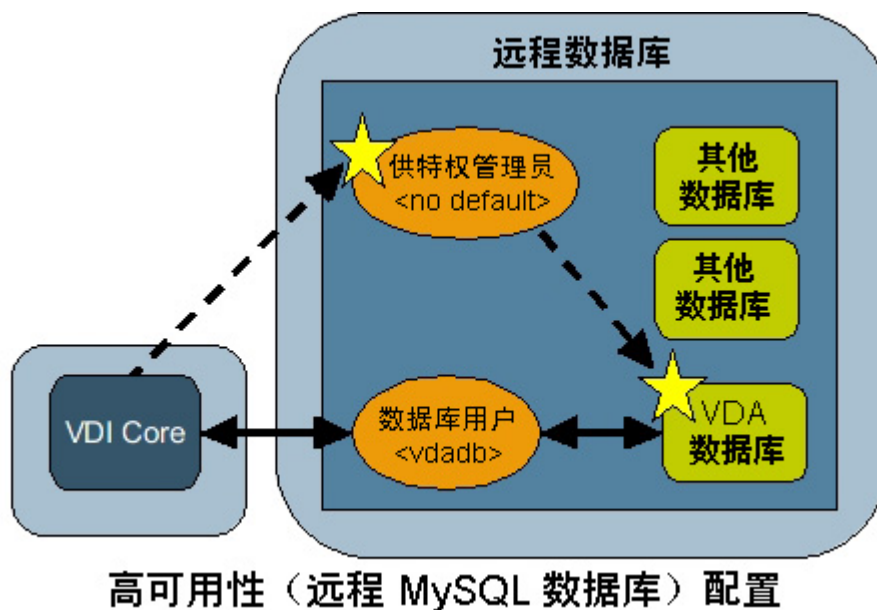 远程数据库
供特权管理员
<no default>
其他
数据库
其他
数据库
VDI Core
数据库用户
<vdadb>
VDA
数据库
高可用性（远程 MySQL 数据库）配置